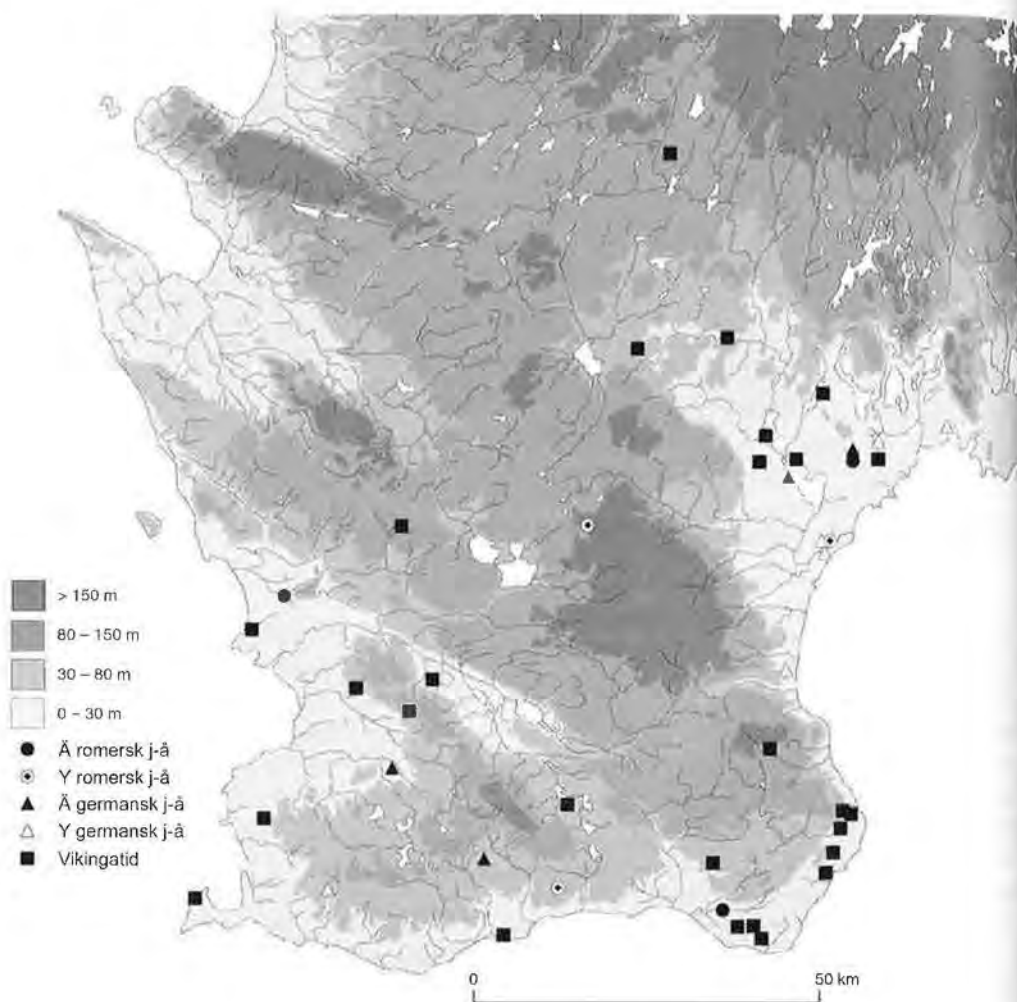 > 150 m
80 – 150 m
30 – 80 m
0 – 30 m
Ä romersk j-å
Y romersk j-å
Ä germansk j-å
Y germansk j-å
Vikingatid
0 50 km